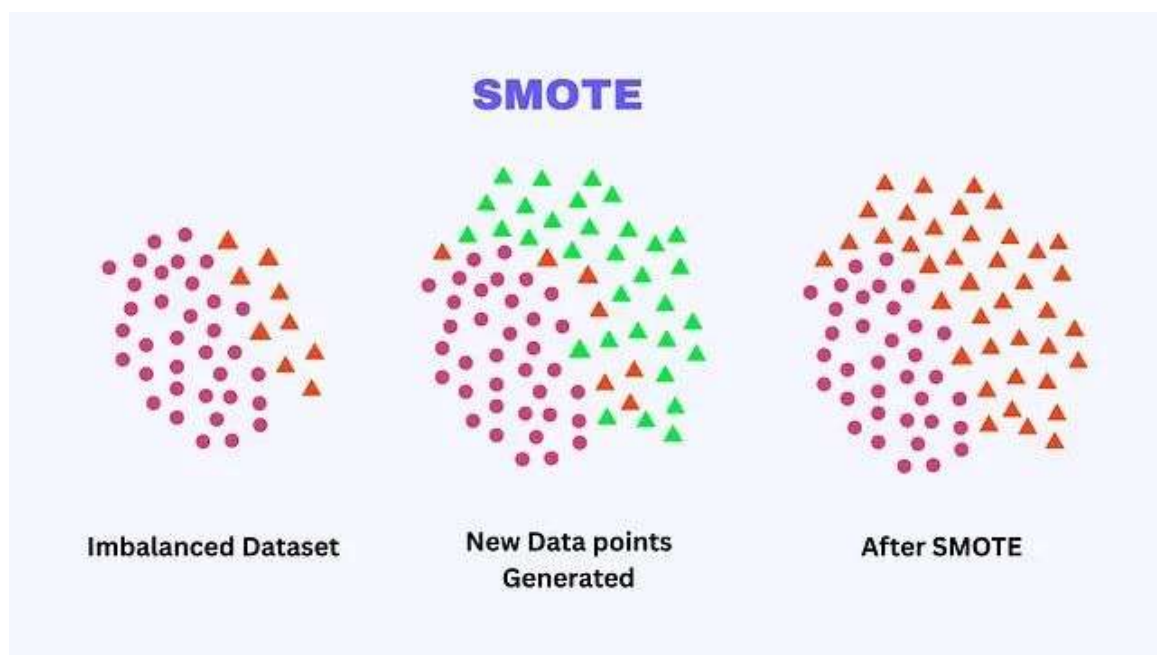 SMOTE
Imbalanced Dataset
New Data points
Generated
After SMOTE